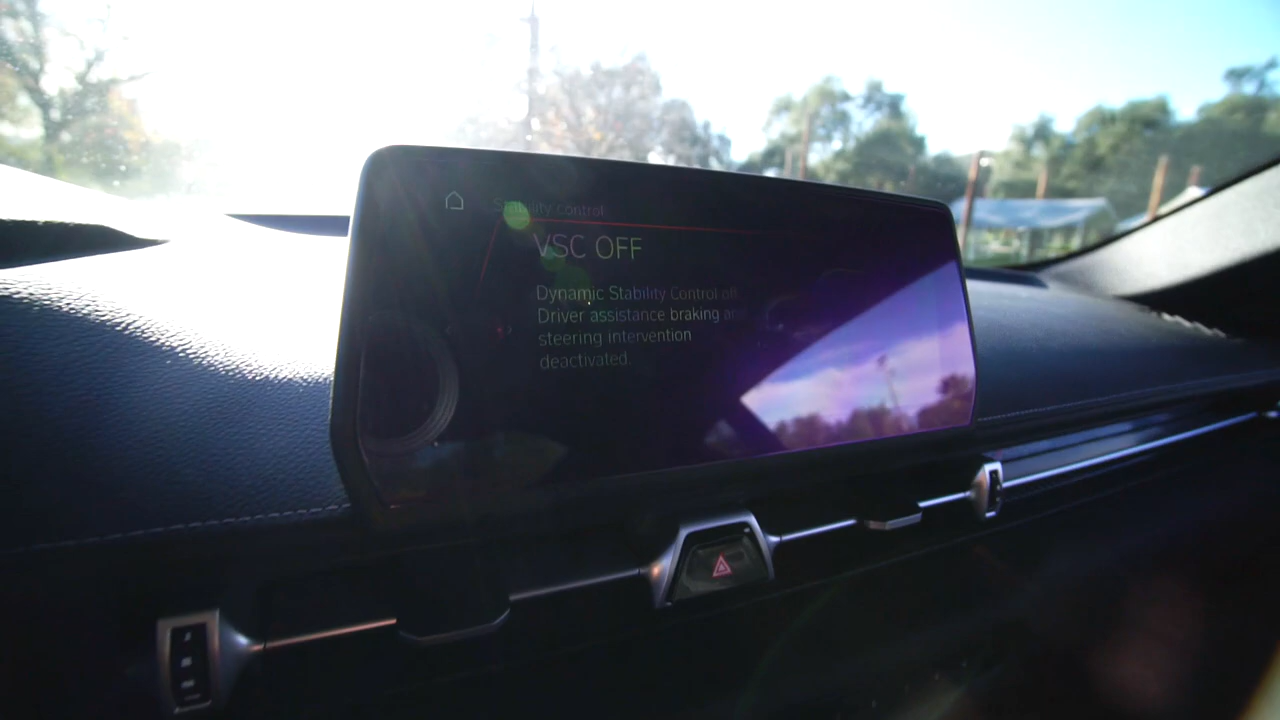 Stability control
VSC OFF
Dynamic Stability Control off.
Driver assistance braking and
steering intervention
deactivated.